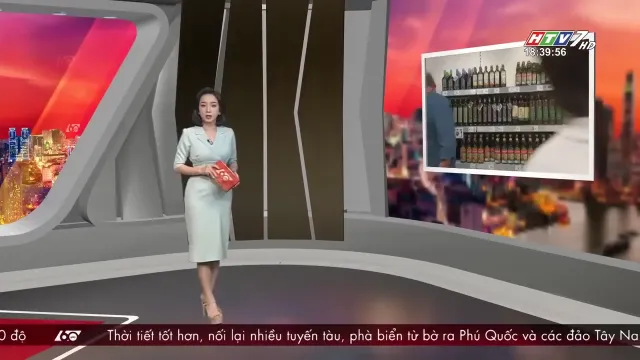 HTV7 HD
18:39:56
0 độ
60
Thời tiết tốt hơn, nối lại nhiều tuyến tàu, phà biển từ bờ ra Phú Quốc và các đảo Tây Na